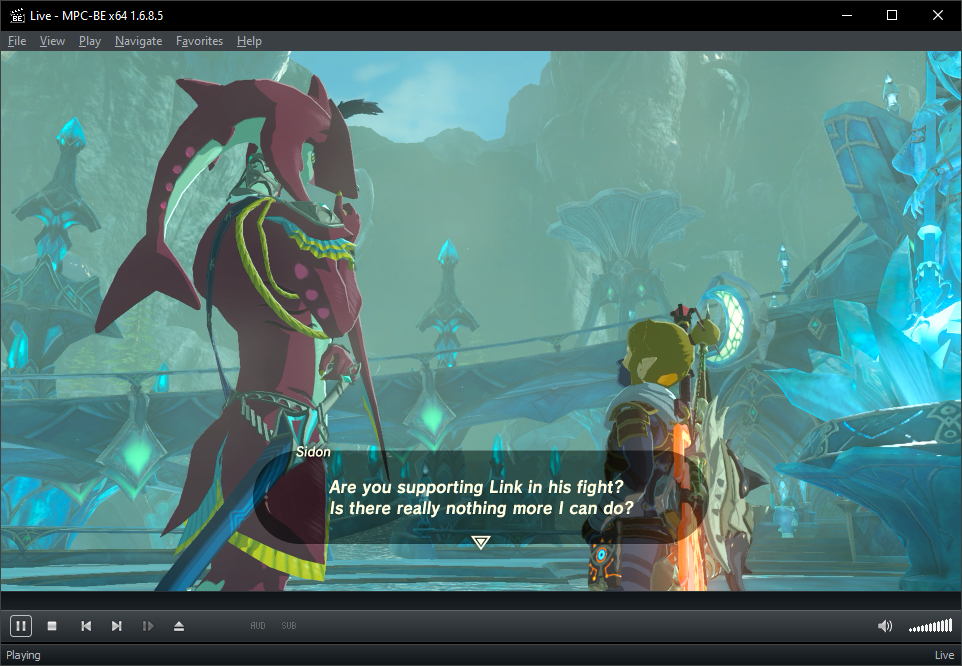 Live - MPC-BE x64 1.6.8.5
File View Play Navigate Favorites Help
Sidon
Are you supporting Link in his fight?
Is there really nothing more I can do?
AUD SUB
Playing
Live